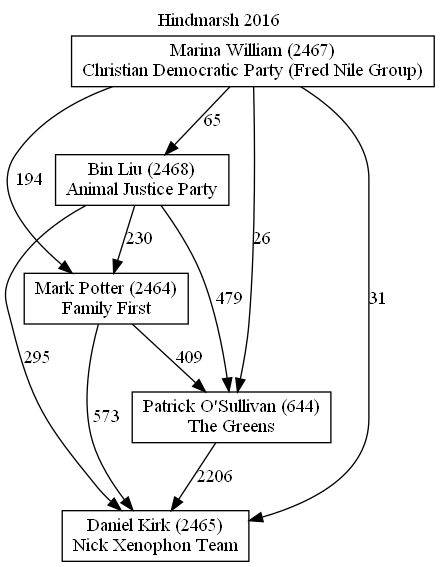 Hindmarsh 2016
Marina William (2467)
Christian Democratic Party (Fred Nile Group)
65
Bin Liu (2468)
Animal Justice Party
194
230
26
Mark Potter (2464)
Family First
479
31
295
409
573
Patrick O'Sullivan (644)
The Greens
2206
Daniel Kirk (2465)
Nick Xenophon Team